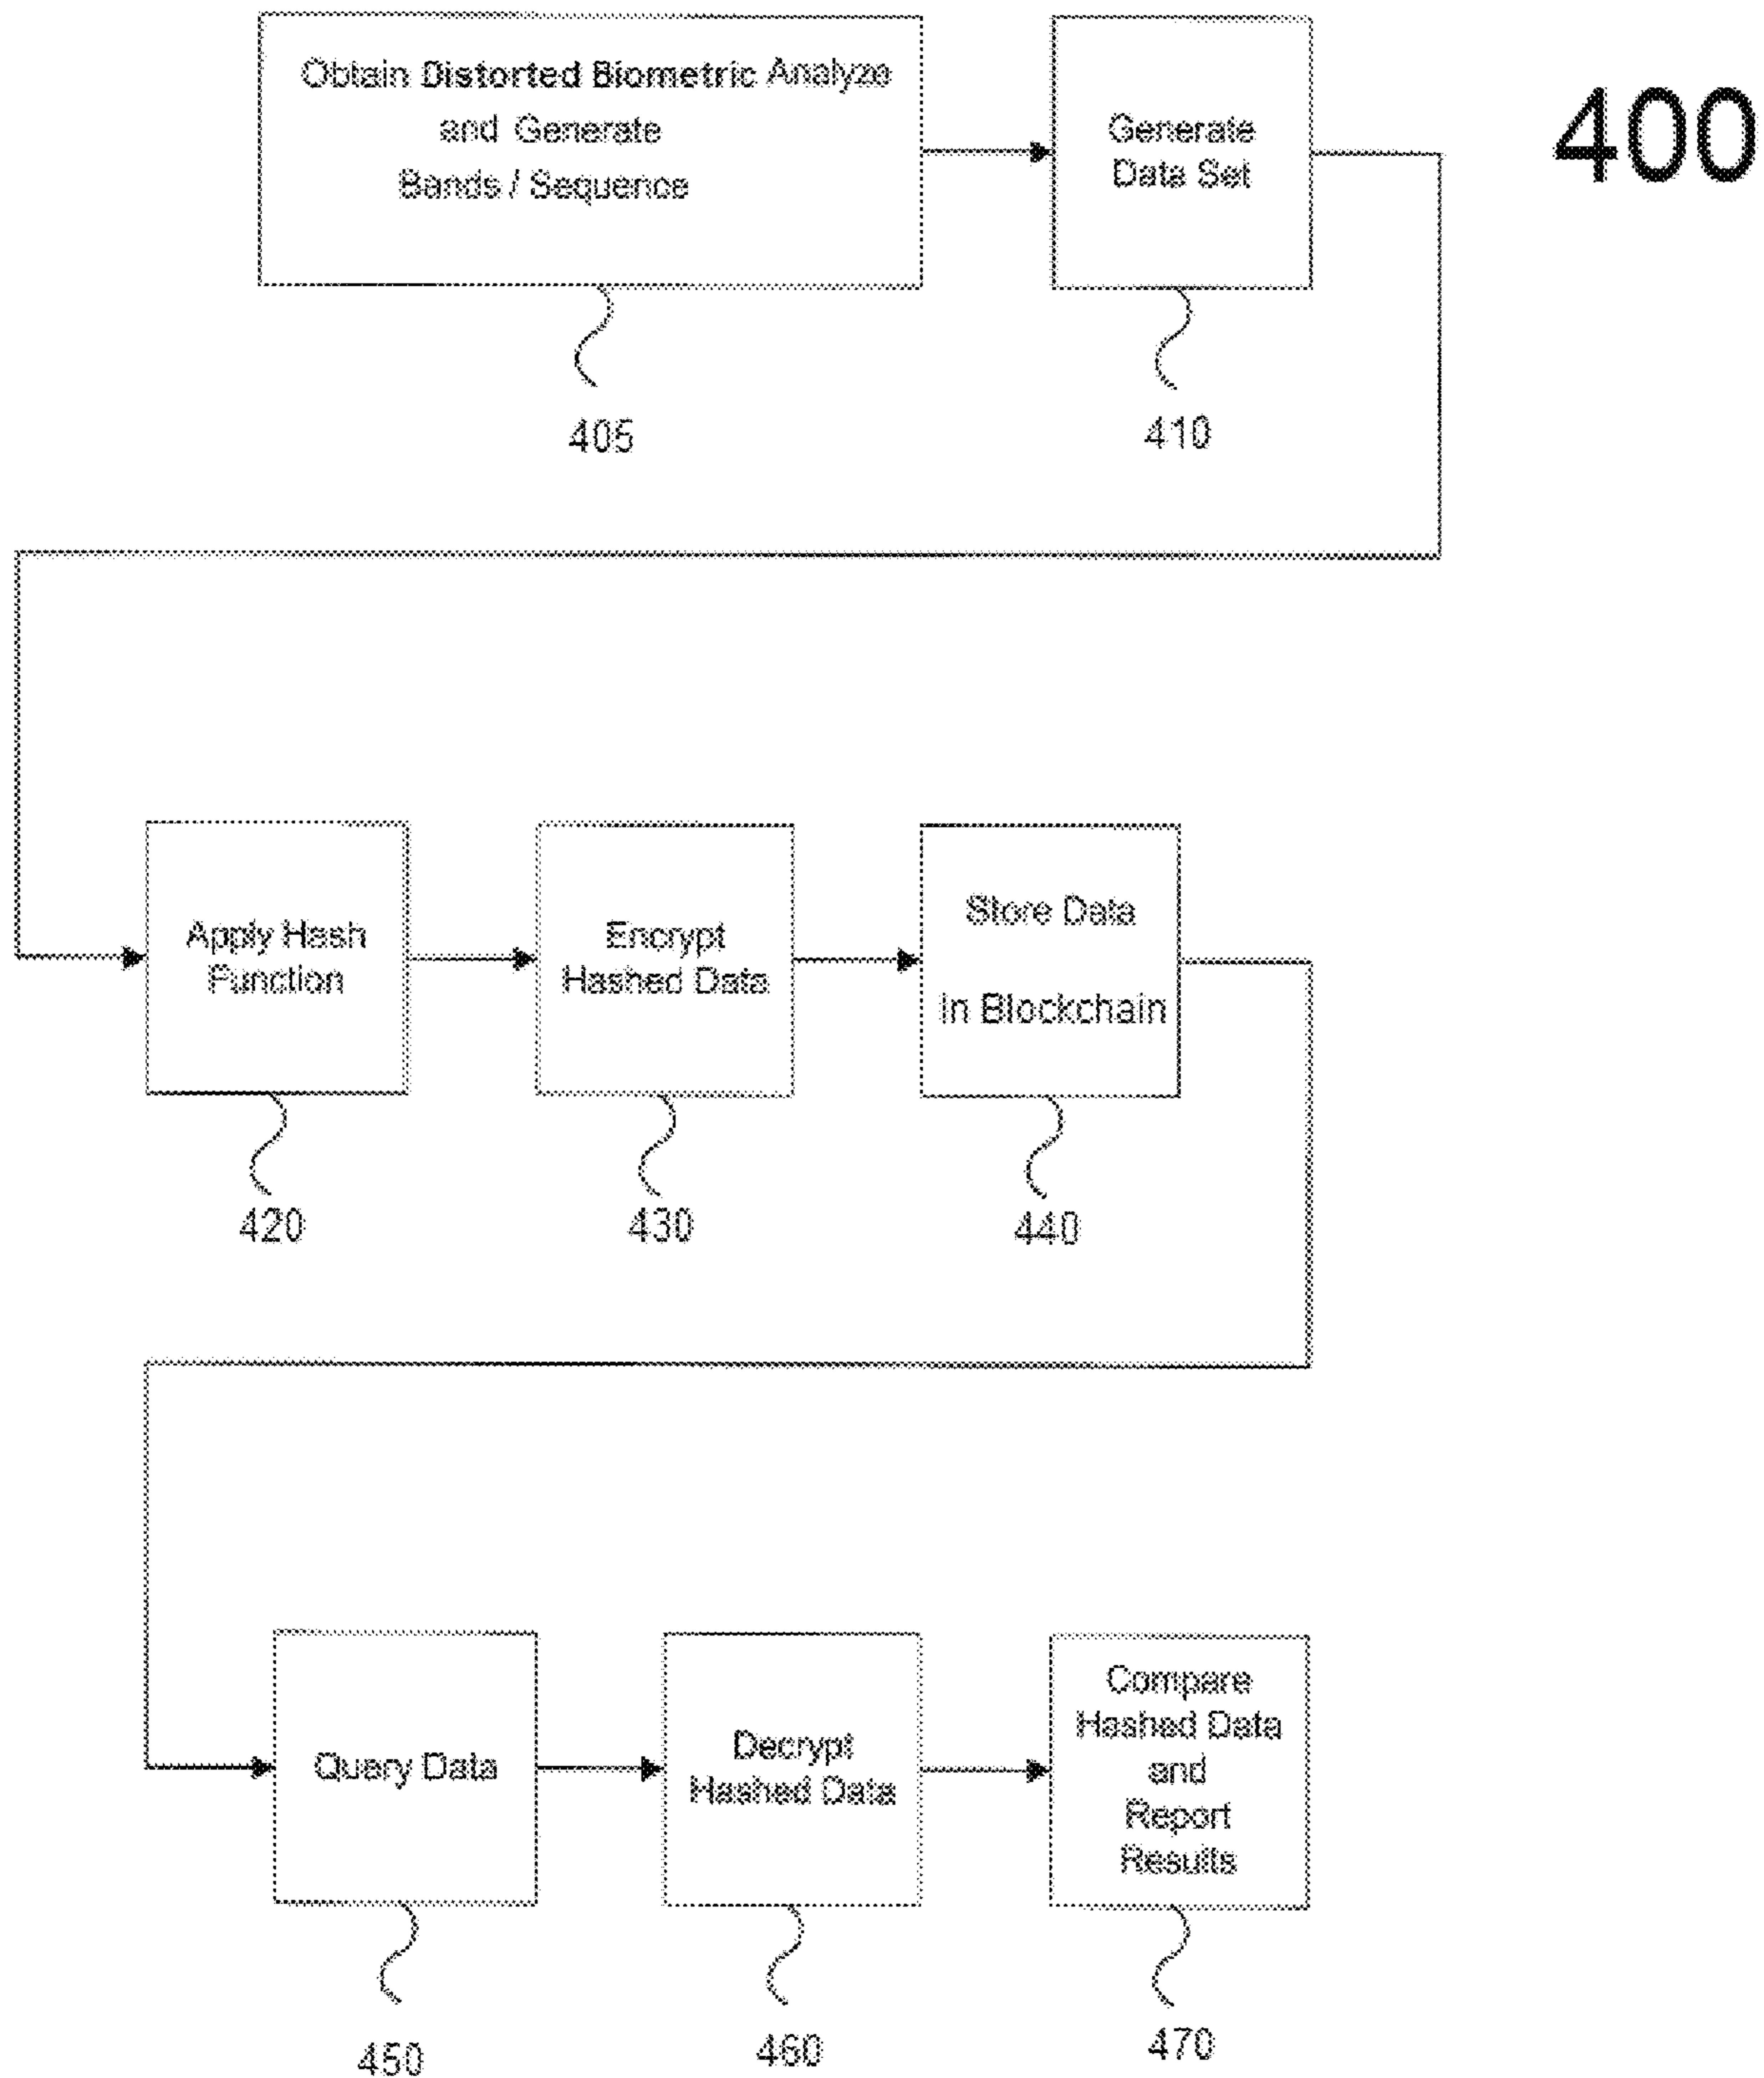 400
Obtain Distorted Biometric Analyze
and Generate
Bands / Sequence
Generate
Data Set
405
410
Apply Hash
Function
Encrypt
Hashed Data
Store Data
in Blockchain
420
430
440
Query Data
Decrypt
Hashed Data
Compare
Hashed Data
and
Report
Results
450
460
470